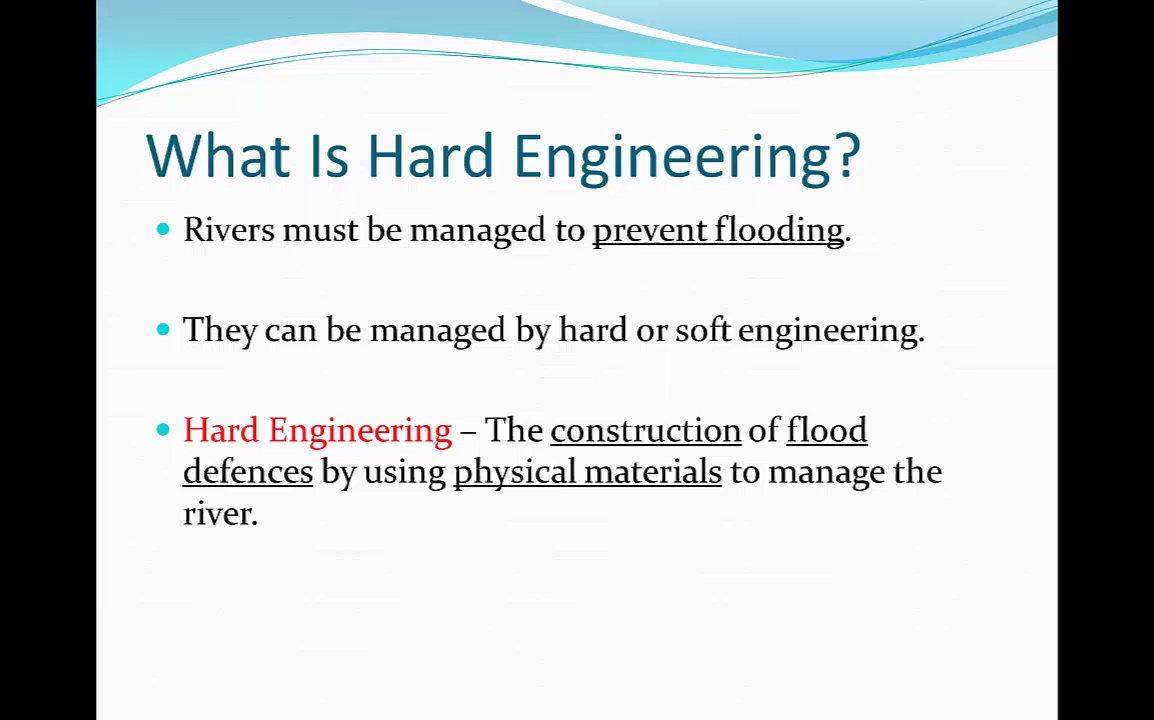 What Is Hard Engineering?
• Rivers must be managed to prevent flooding.
• They can be managed by hard or soft engineering.
• Hard Engineering – The construction of flood
defences by using physical materials to manage the
river.